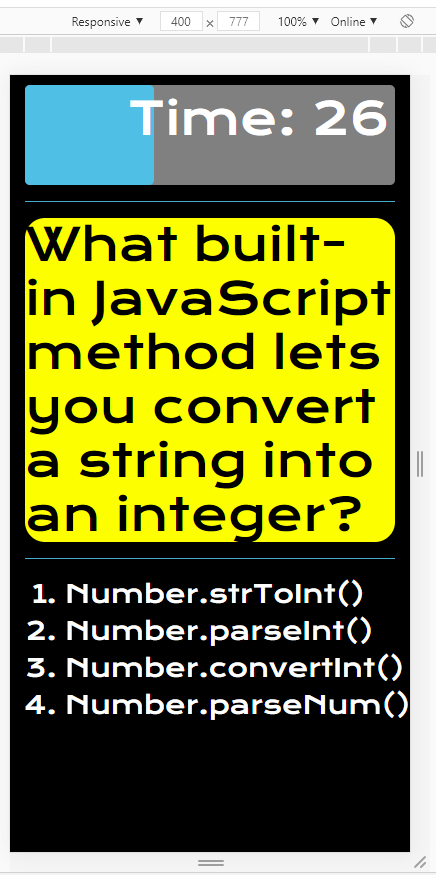 Responsive ▼ 400 × 777 100% ▼ Online ▼
Time: 26
What built-
in JavaScript
method lets
you convert
a string into
an integer?
1. Number.strToInt()
2. Number.parseInt()
3. Number.convertInt()
4. Number.parseNum()